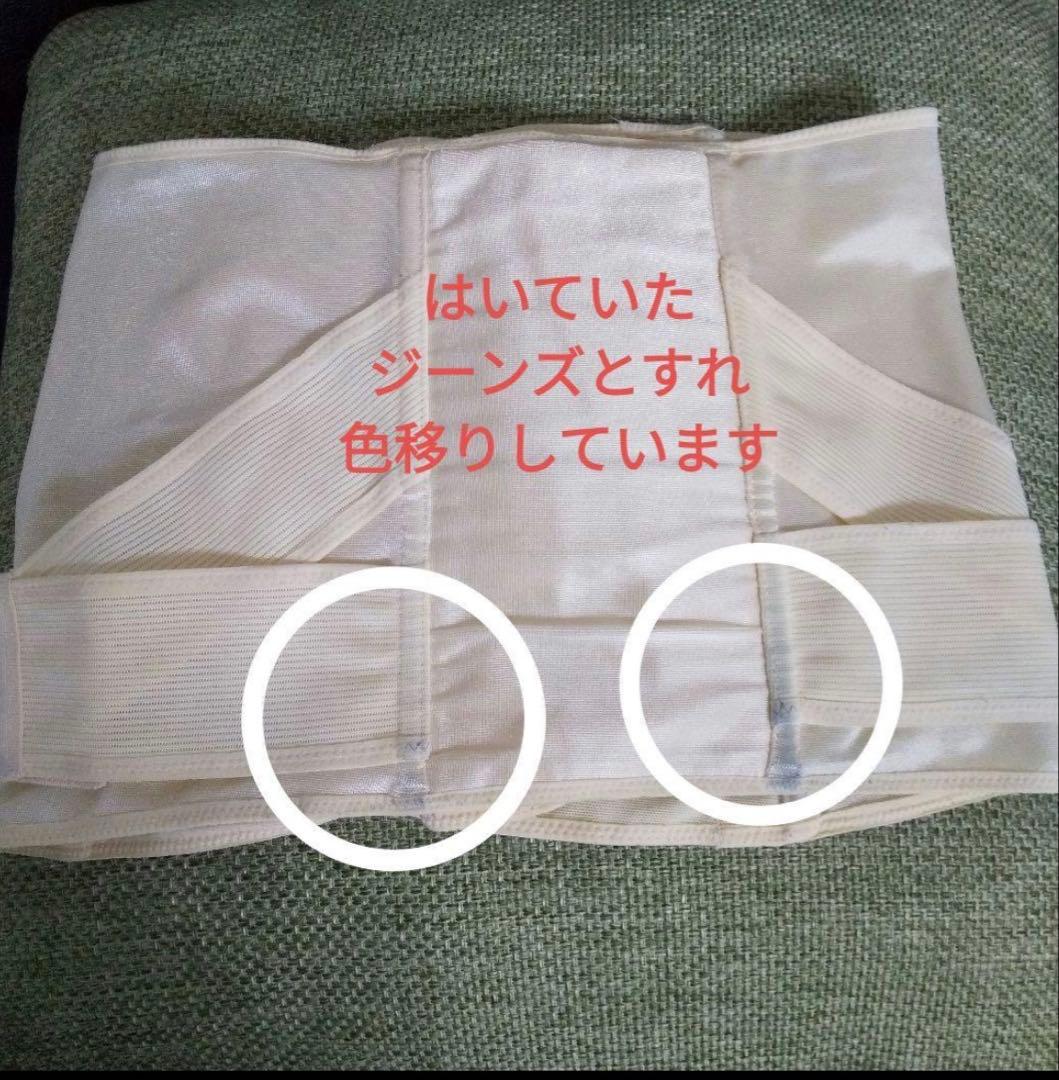 はいていた
ジーンズとすれ
色移りしています